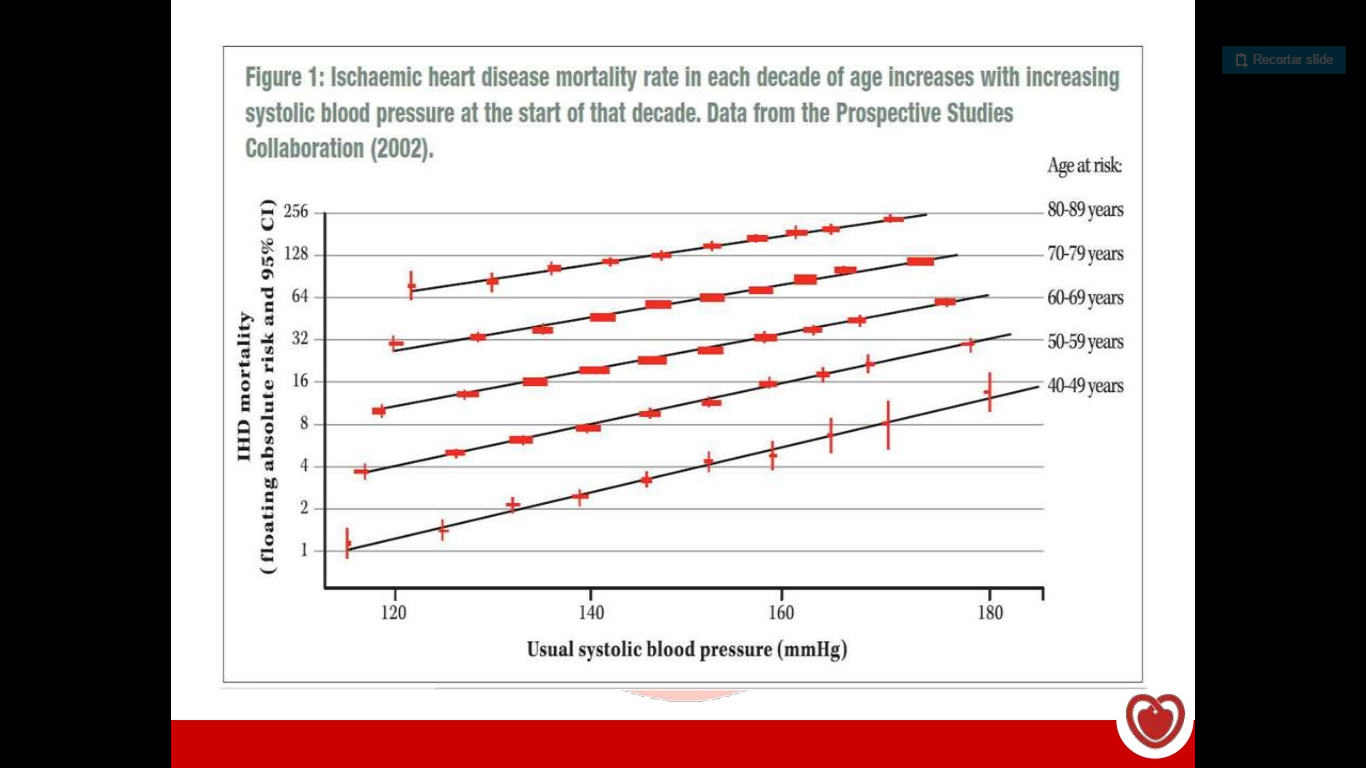 Recortar slide
Figure 1: Ischaemic heart disease mortality rate in each decade of age increases with increasing
systolic blood pressure at the start of that decade. Data from the Prospective Studies
Collaboration (2002).
Age at risk:
IHD mortality
( floating absolute risk and 95% CI)
256
128
64
32
16
8
4
2
1
80-89 years
70-79 years
60-69 years
50-59 years
40-49 years
120
140
160
180
Usual systolic blood pressure (mmHg)